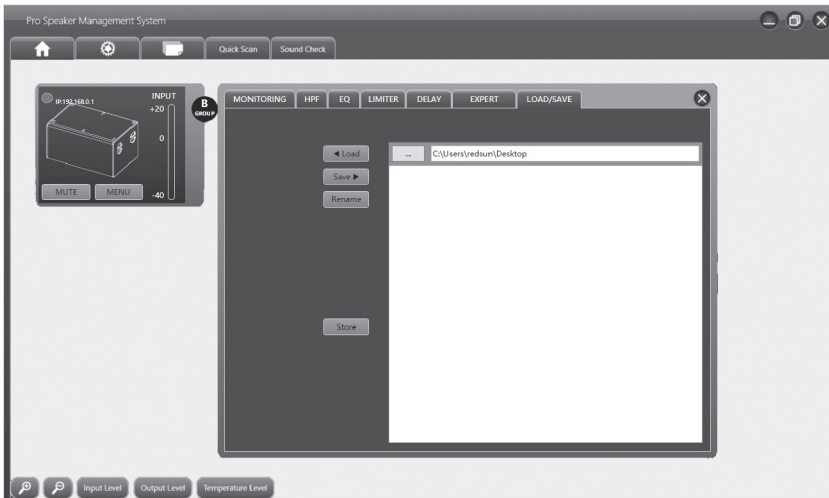 Pro Speaker Management System
Quick Scan
Sound Check
IP:192.168.0.1
INPUT
+20
0
-40
MUTE
MENU
B
GROUP
MONITORING
HPF
EQ
LIMITER
DELAY
EXPERT
LOAD/SAVE
◀ Load
... C:\Users\redsun\Desktop
Save ▶
Rename
Store
Input Level
Output Level
Temperature Level